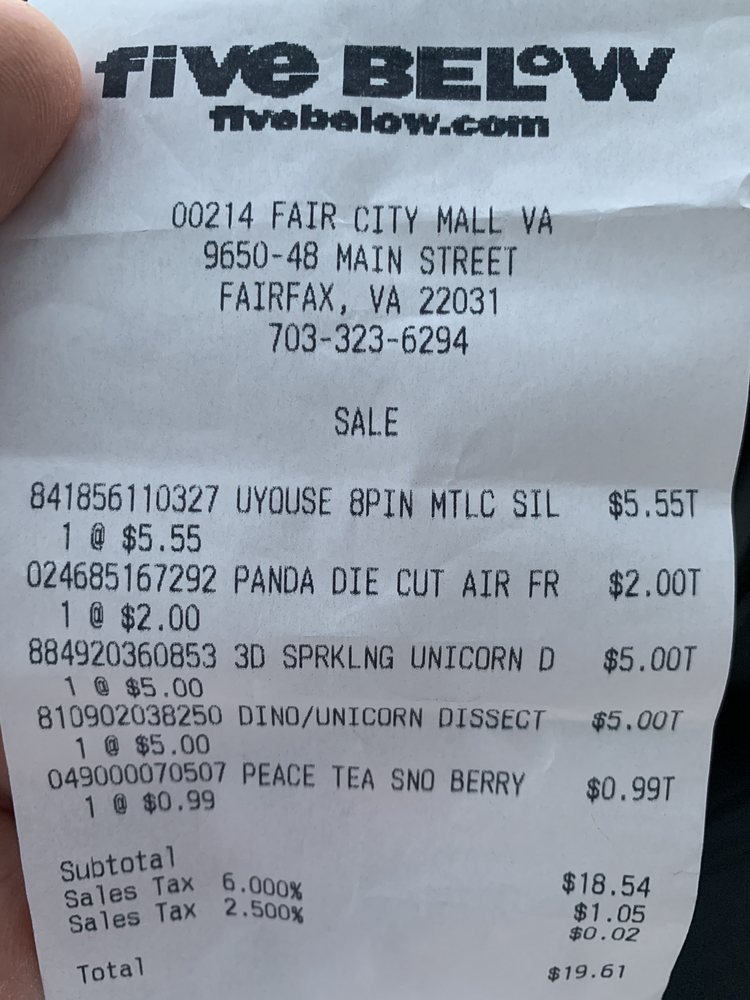 five BELOW
fivebelow.com
00214 FAIR CITY MALL VA
9650-48 MAIN STREET
FAIRFAX, VA 22031
703-323-6294
SALE
841856110327 UYOUSE 8PIN MTLC SIL $5.55T
1 @ $5.55
024685167292 PANDA DIE CUT AIR FR $2.00T
1 @ $2.00
884920360853 3D SPRKLNG UNICORN D $5.00T
1 @ $5.00
810902038250 DINO/UNICORN DISSECT $5.00T
1 @ $5.00
049000070507 PEACE TEA SNO BERRY $0.99T
1 @ $0.99
Subtotal $18.54
Sales Tax 6.000% $1.05
Sales Tax 2.500% $0.02
Total $19.61